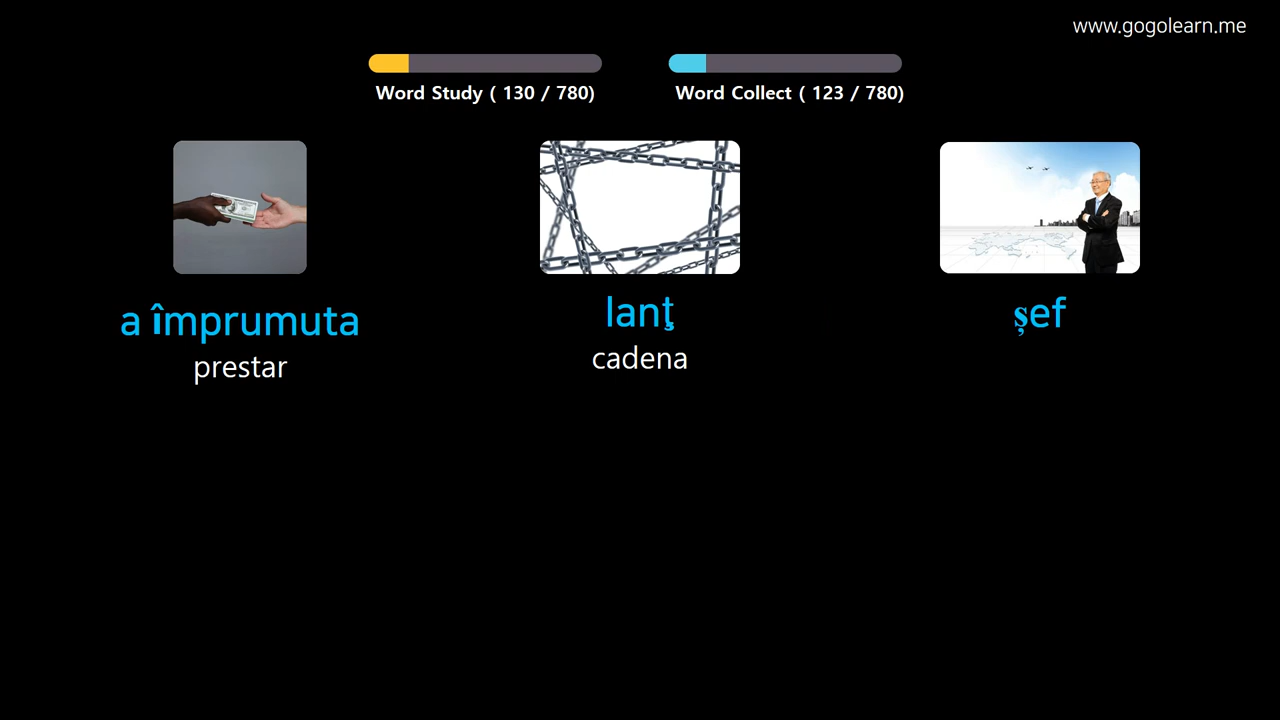 www.gogolearn.me
Word Study ( 130 / 780)
Word Collect ( 123 / 780)
a împrumuta
prestar
lanţ
cadena
șef